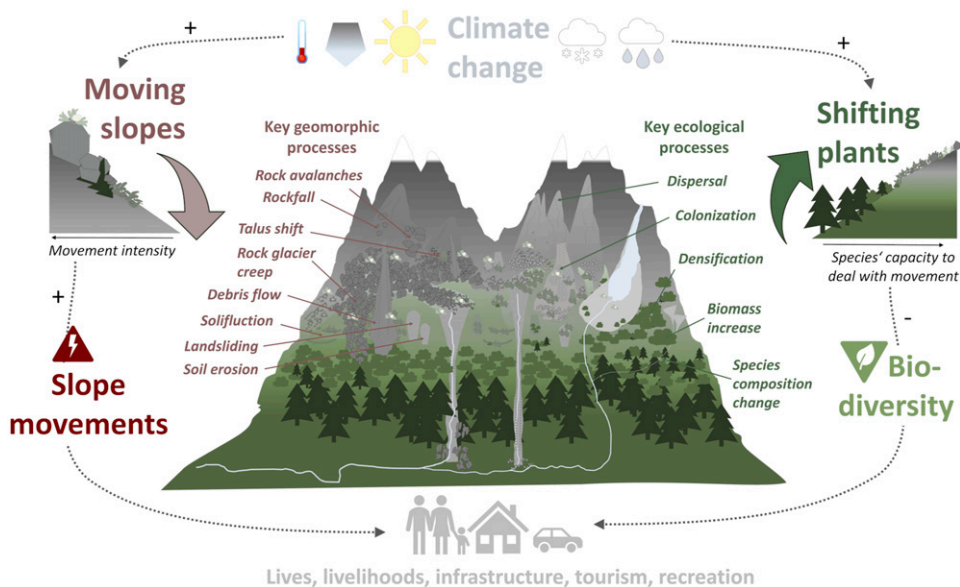 +
Climate
change
+
Moving
slopes
Key geomorphic
processes
Rock avalanches
Rockfall
Talus shift
Rock glacier
creep
Debris flow
Solifluction
Landsliding
Soil erosion
Key ecological
processes
Dispersal
Colonization
Densification
Biomass
increase
Species
composition
change
Shifting
plants
Movement intensity
Species' capacity to
deal with movement
+
-
Slope
movements
Bio-
diversity
Lives, livelihoods, infrastructure, tourism, recreation